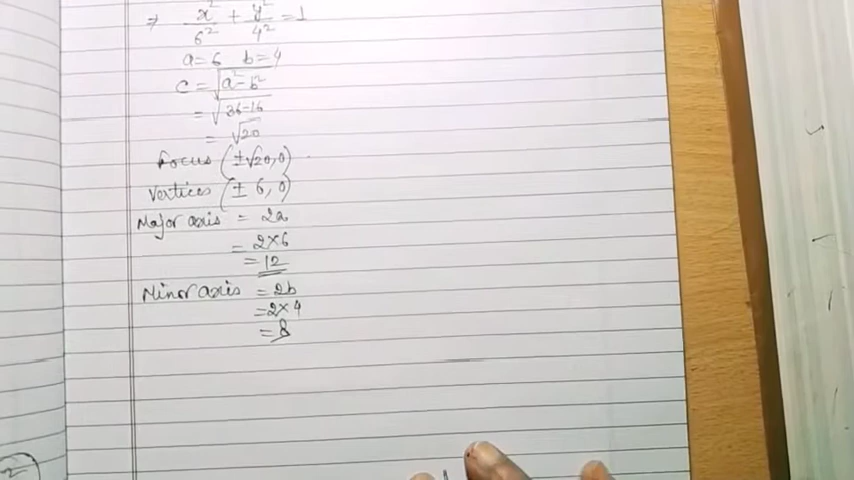 ⇒ x²/6² + y²/4² = 1
a = 6 b = 4
c = √a² - b²
= √36-16
= √20
Focus (±√20, 0)
Vertices (± 6, 0)
Major axis = 2a
= 2×6
= 12
Minor axis = 2b
= 2×4
= 8